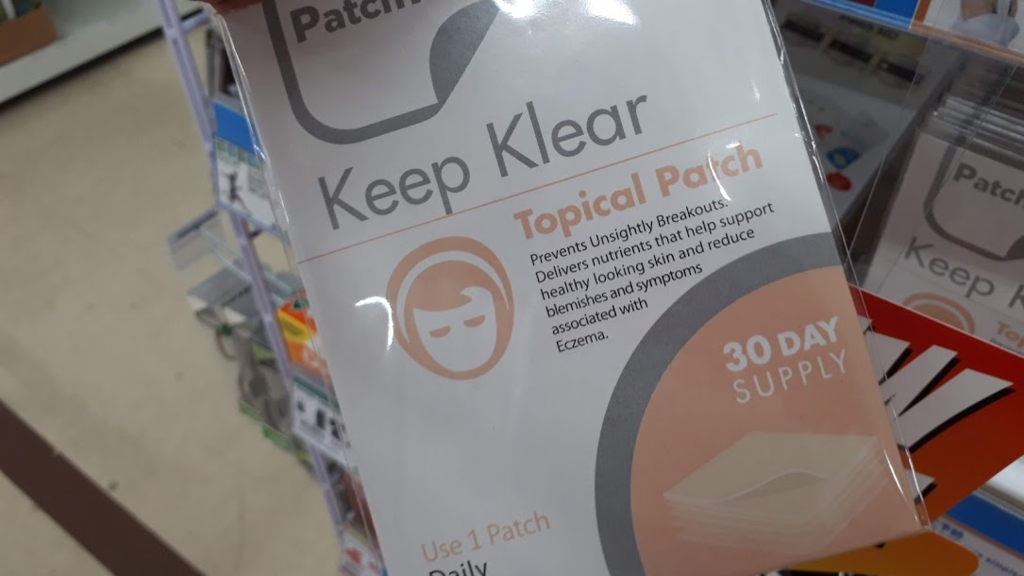 Patch
Keep Klear
Topical Patch
Prevents Unsightly Breakouts.
Delivers nutrients that help support
healthy looking skin and reduce
blemishes and symptoms
associated with
Eczema.
30 DAY
SUPPLY
Use 1 Patch
Daily
Patch
Keep K
To